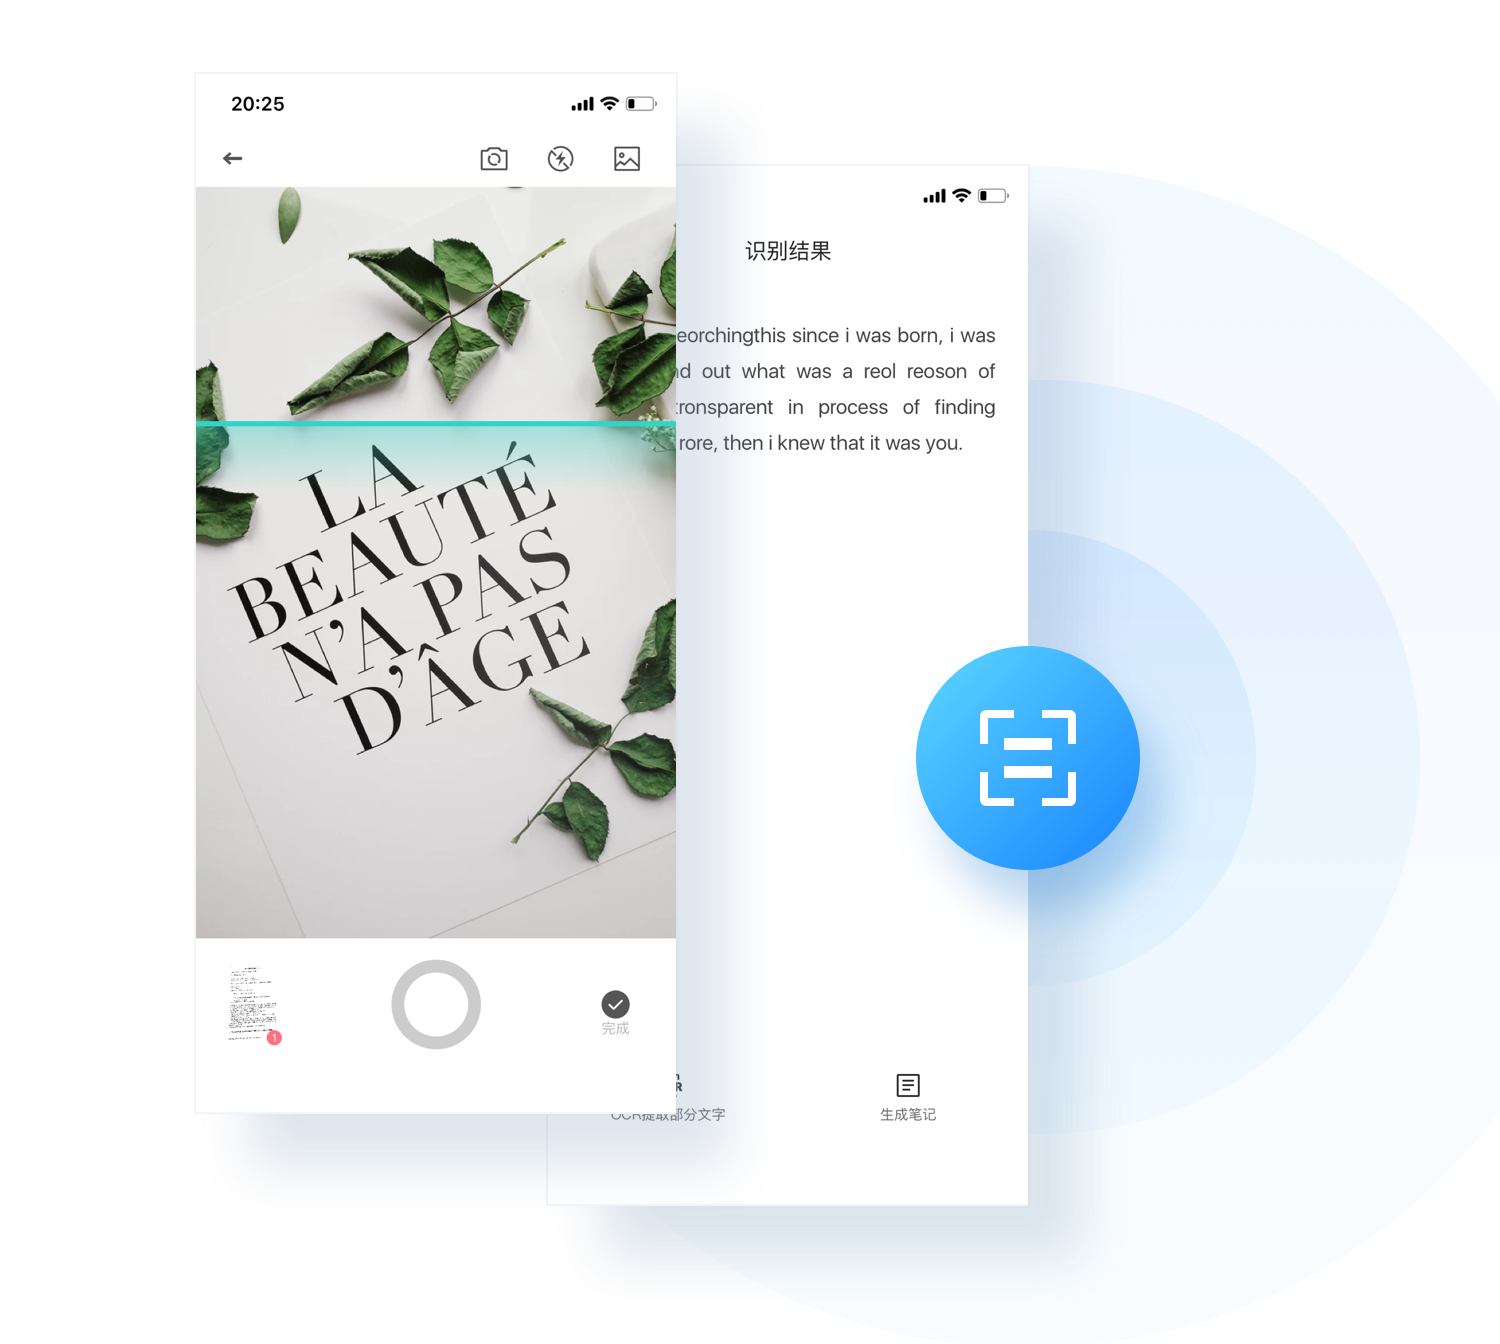 20:25
LA
BEAUTÉ
N'A PAS
D'ÂGE
1
完成
识别结果
eorchingthis since i was born, i was
nd out what was a reol reoson of
tronsparent in process of finding
rore, then i knew that it was you.
R
OCR提取部分文字
生成笔记